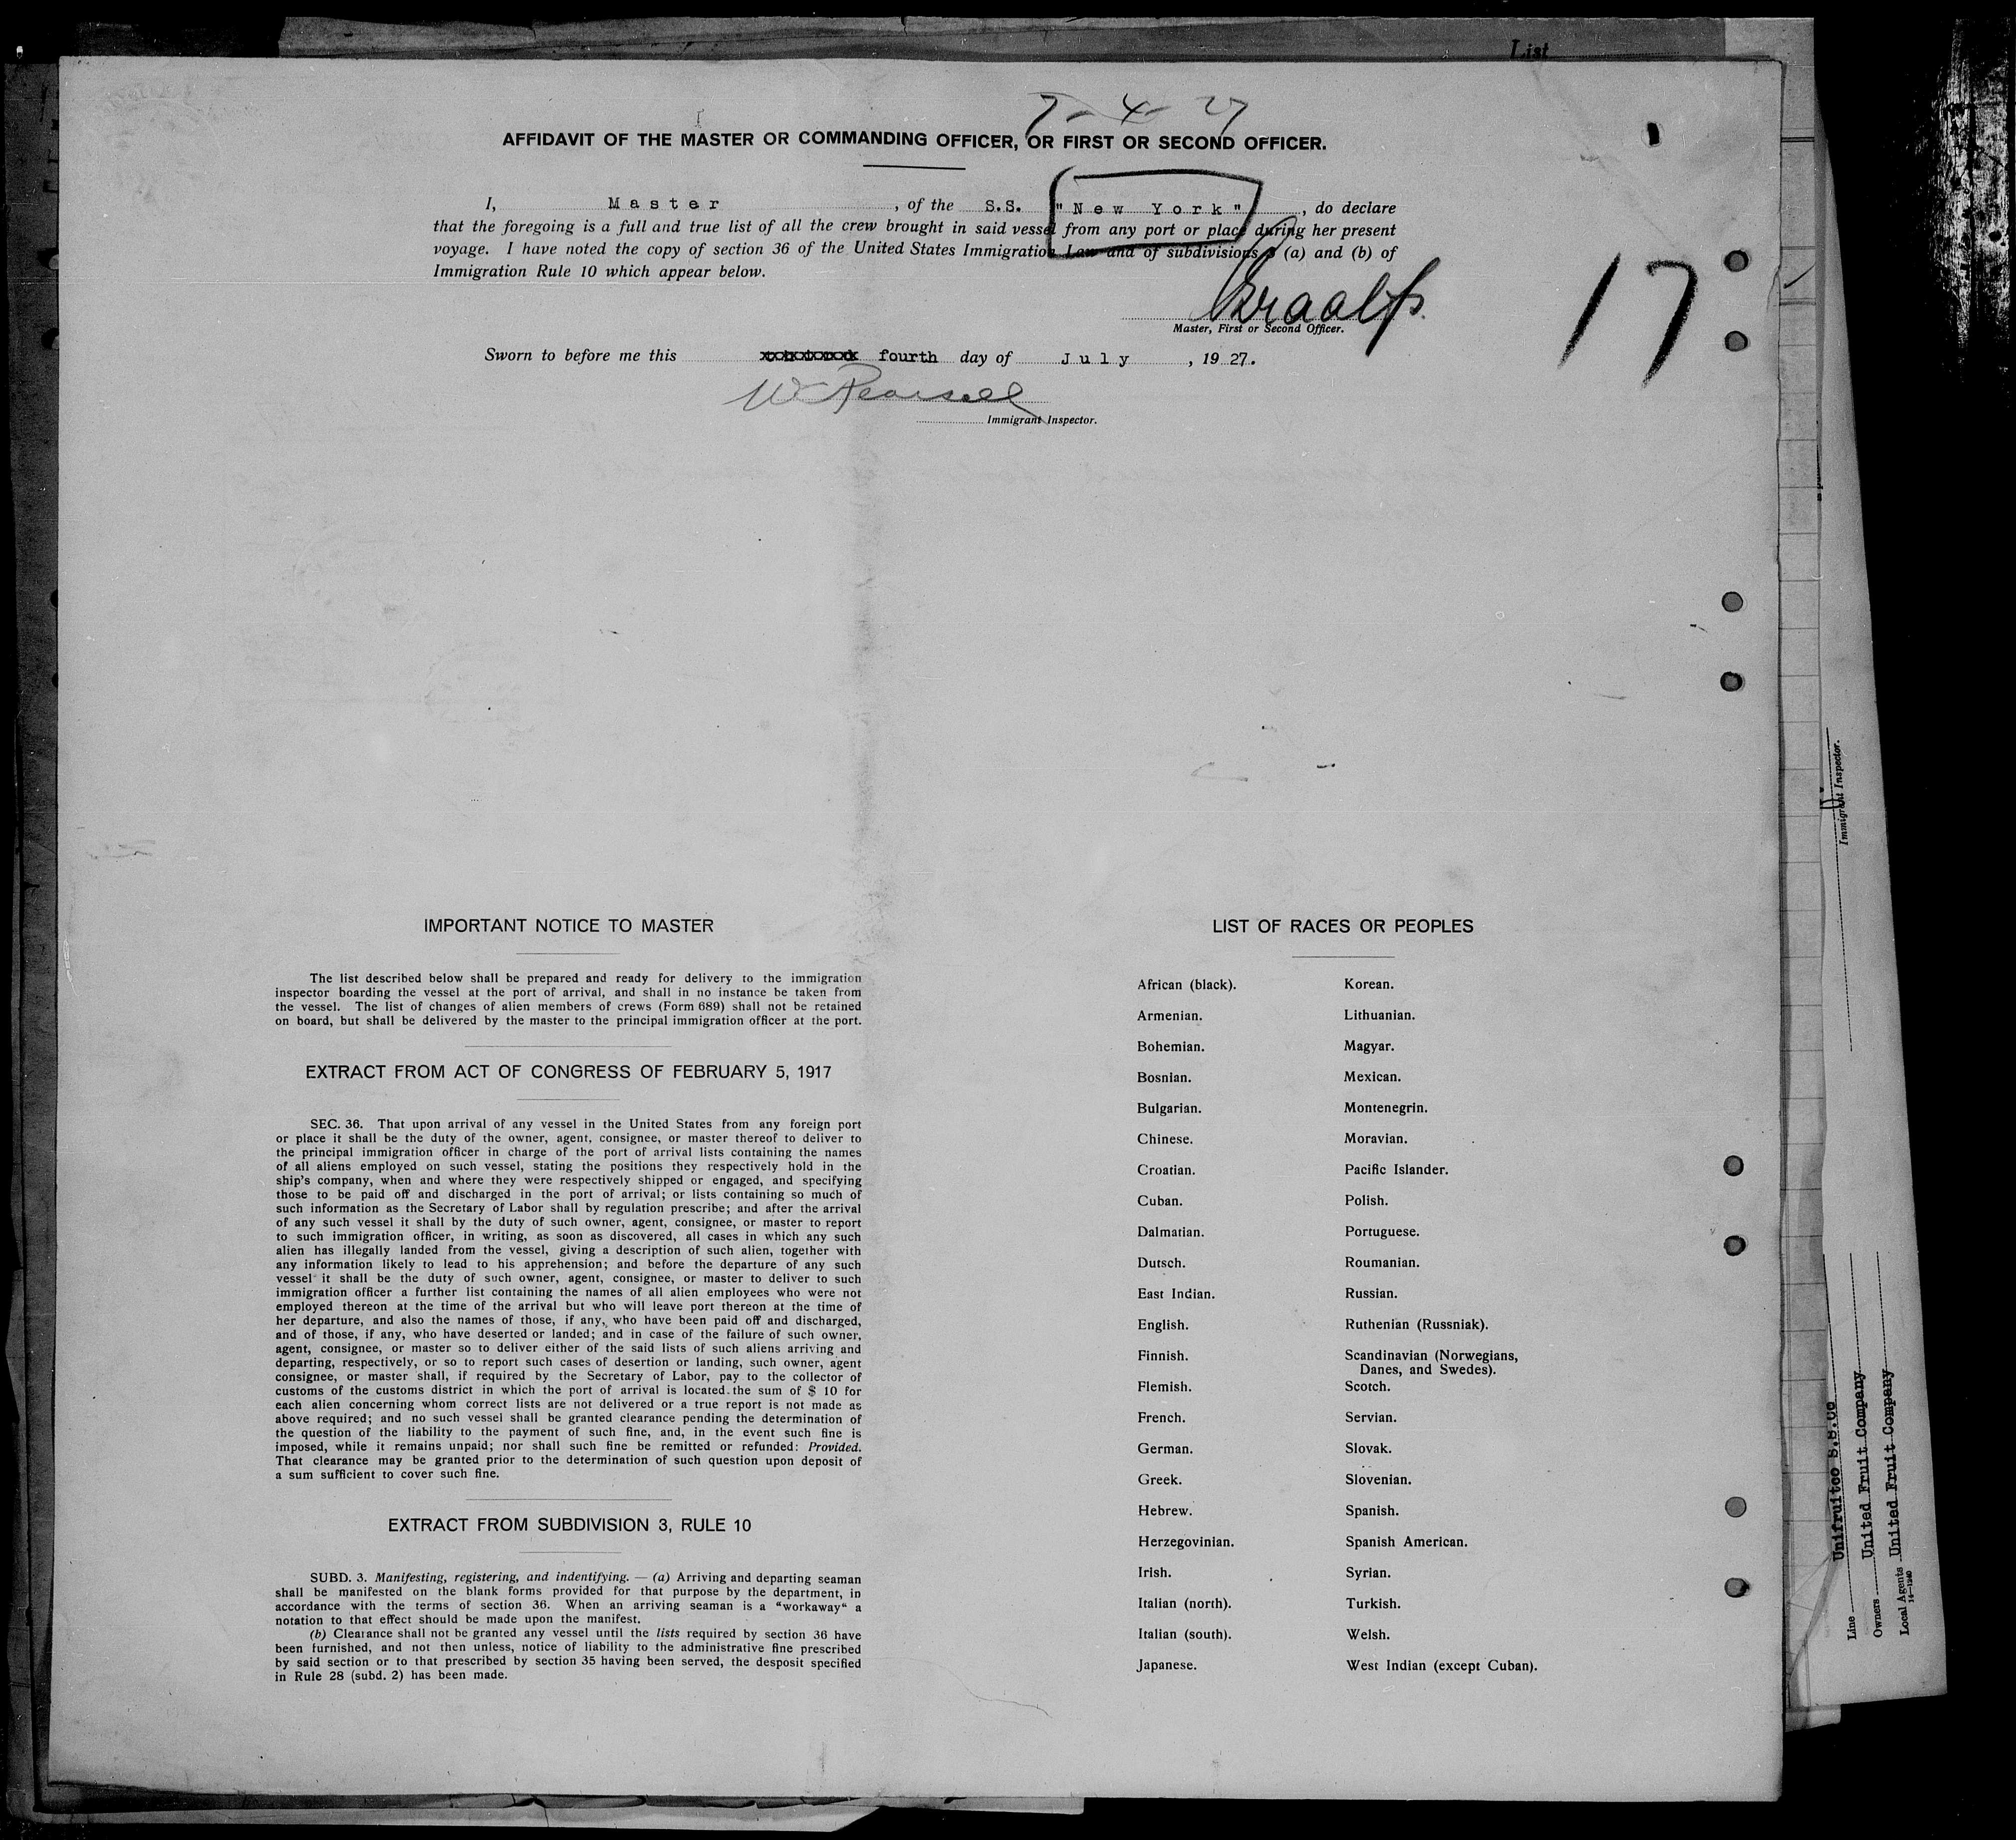 List
7-4-27
AFFIDAVIT OF THE MASTER OR COMMANDING OFFICER, OR FIRST OR SECOND OFFICER.
I, Master , of the S.S. "New York" , do declare
that the foregoing is a full and true list of all the crew brought in said vessel from any port or place during her present
voyage. I have noted the copy of section 36 of the United States Immigration Law and of subdivisions 3 (a) and (b) of
Immigration Rule 10 which appear below.
17
Master, First or Second Officer.
Sworn to before me this fourth day of July , 1927.
Immigrant Inspector.
IMPORTANT NOTICE TO MASTER
The list described below shall be prepared and ready for delivery to the immigration
inspector boarding the vessel at the port of arrival, and shall in no instance be taken from
the vessel. The list of changes of alien members of crews (Form 689) shall not be retained
on board, but shall be delivered by the master to the principal immigration officer at the port.
EXTRACT FROM ACT OF CONGRESS OF FEBRUARY 5, 1917
SEC. 36. That upon arrival of any vessel in the United States from any foreign port
or place it shall be the duty of the owner, agent, consignee, or master thereof to deliver to
the principal immigration officer in charge of the port of arrival lists containing the names
of all aliens employed on such vessel, stating the positions they respectively hold in the
ship's company, when and where they were respectively shipped or engaged, and specifying
those to be paid off and discharged in the port of arrival; or lists containing so much of
such information as the Secretary of Labor shall by regulation prescribe; and after the arrival
of any such vessel it shall by the duty of such owner, agent, consignee, or master to report
to such immigration officer, in writing, as soon as discovered, all cases in which any such
alien has illegally landed from the vessel, giving a description of such alien, together with
any information likely to lead to his apprehension; and before the departure of any such
vessel it shall be the duty of such owner, agent, consignee, or master to deliver to such
immigration officer a further list containing the names of all alien employees who were not
employed thereon at the time of the arrival but who will leave port thereon at the time of
her departure, and also the names of those, if any, who have been paid off and discharged,
and of those, if any, who have deserted or landed; and in case of the failure of such owner,
agent, consignee, or master so to deliver either of the said lists of such aliens arriving and
departing, respectively, or so to report such cases of desertion or landing, such owner, agent
consignee, or master shall, if required by the Secretary of Labor, pay to the collector of
customs of the customs district in which the port of arrival is located.the sum of $ 10 for
each alien concerning whom correct lists are not delivered or a true report is not made as
above required; and no such vessel shall be granted clearance pending the determination of
the question of the liability to the payment of such fine, and, in the event such fine is
imposed, while it remains unpaid; nor shall such fine be remitted or refunded: Provided.
That clearance may be granted prior to the determination of such question upon deposit of
a sum sufficient to cover such fine.
EXTRACT FROM SUBDIVISION 3, RULE 10
SUBD. 3. Manifesting, registering, and indentifying. — (a) Arriving and departing seaman
shall be manifested on the blank forms provided for that purpose by the department, in
accordance with the terms of section 36. When an arriving seaman is a "workaway" a
notation to that effect should be made upon the manifest.
(b) Clearance shall not be granted any vessel until the lists required by section 36 have
been furnished, and not then unless, notice of liability to the administrative fine prescribed
by said section or to that prescribed by section 35 having been served, the desposit specified
in Rule 28 (subd. 2) has been made.
LIST OF RACES OR PEOPLES
African (black).
Armenian.
Bohemian.
Bosnian.
Bulgarian.
Chinese.
Croatian.
Cuban.
Dalmatian.
Dutsch.
East Indian.
English.
Finnish.
Flemish.
French.
German.
Greek.
Hebrew.
Herzegovinian.
Irish.
Italian (north).
Italian (south).
Japanese.
Korean.
Lithuanian.
Magyar.
Mexican.
Montenegrin.
Moravian.
Pacific Islander.
Polish.
Portuguese.
Roumanian.
Russian.
Ruthenian (Russniak).
Scandinavian (Norwegians,
Danes, and Swedes).
Scotch.
Servian.
Slovak.
Slovenian.
Spanish.
Spanish American.
Syrian.
Turkish.
Welsh.
West Indian (except Cuban).
Immigrant Inspector.
Line Unifruitco S.S.Co
Owners United Fruit Company
Local Agents United Fruit Company
14-1240